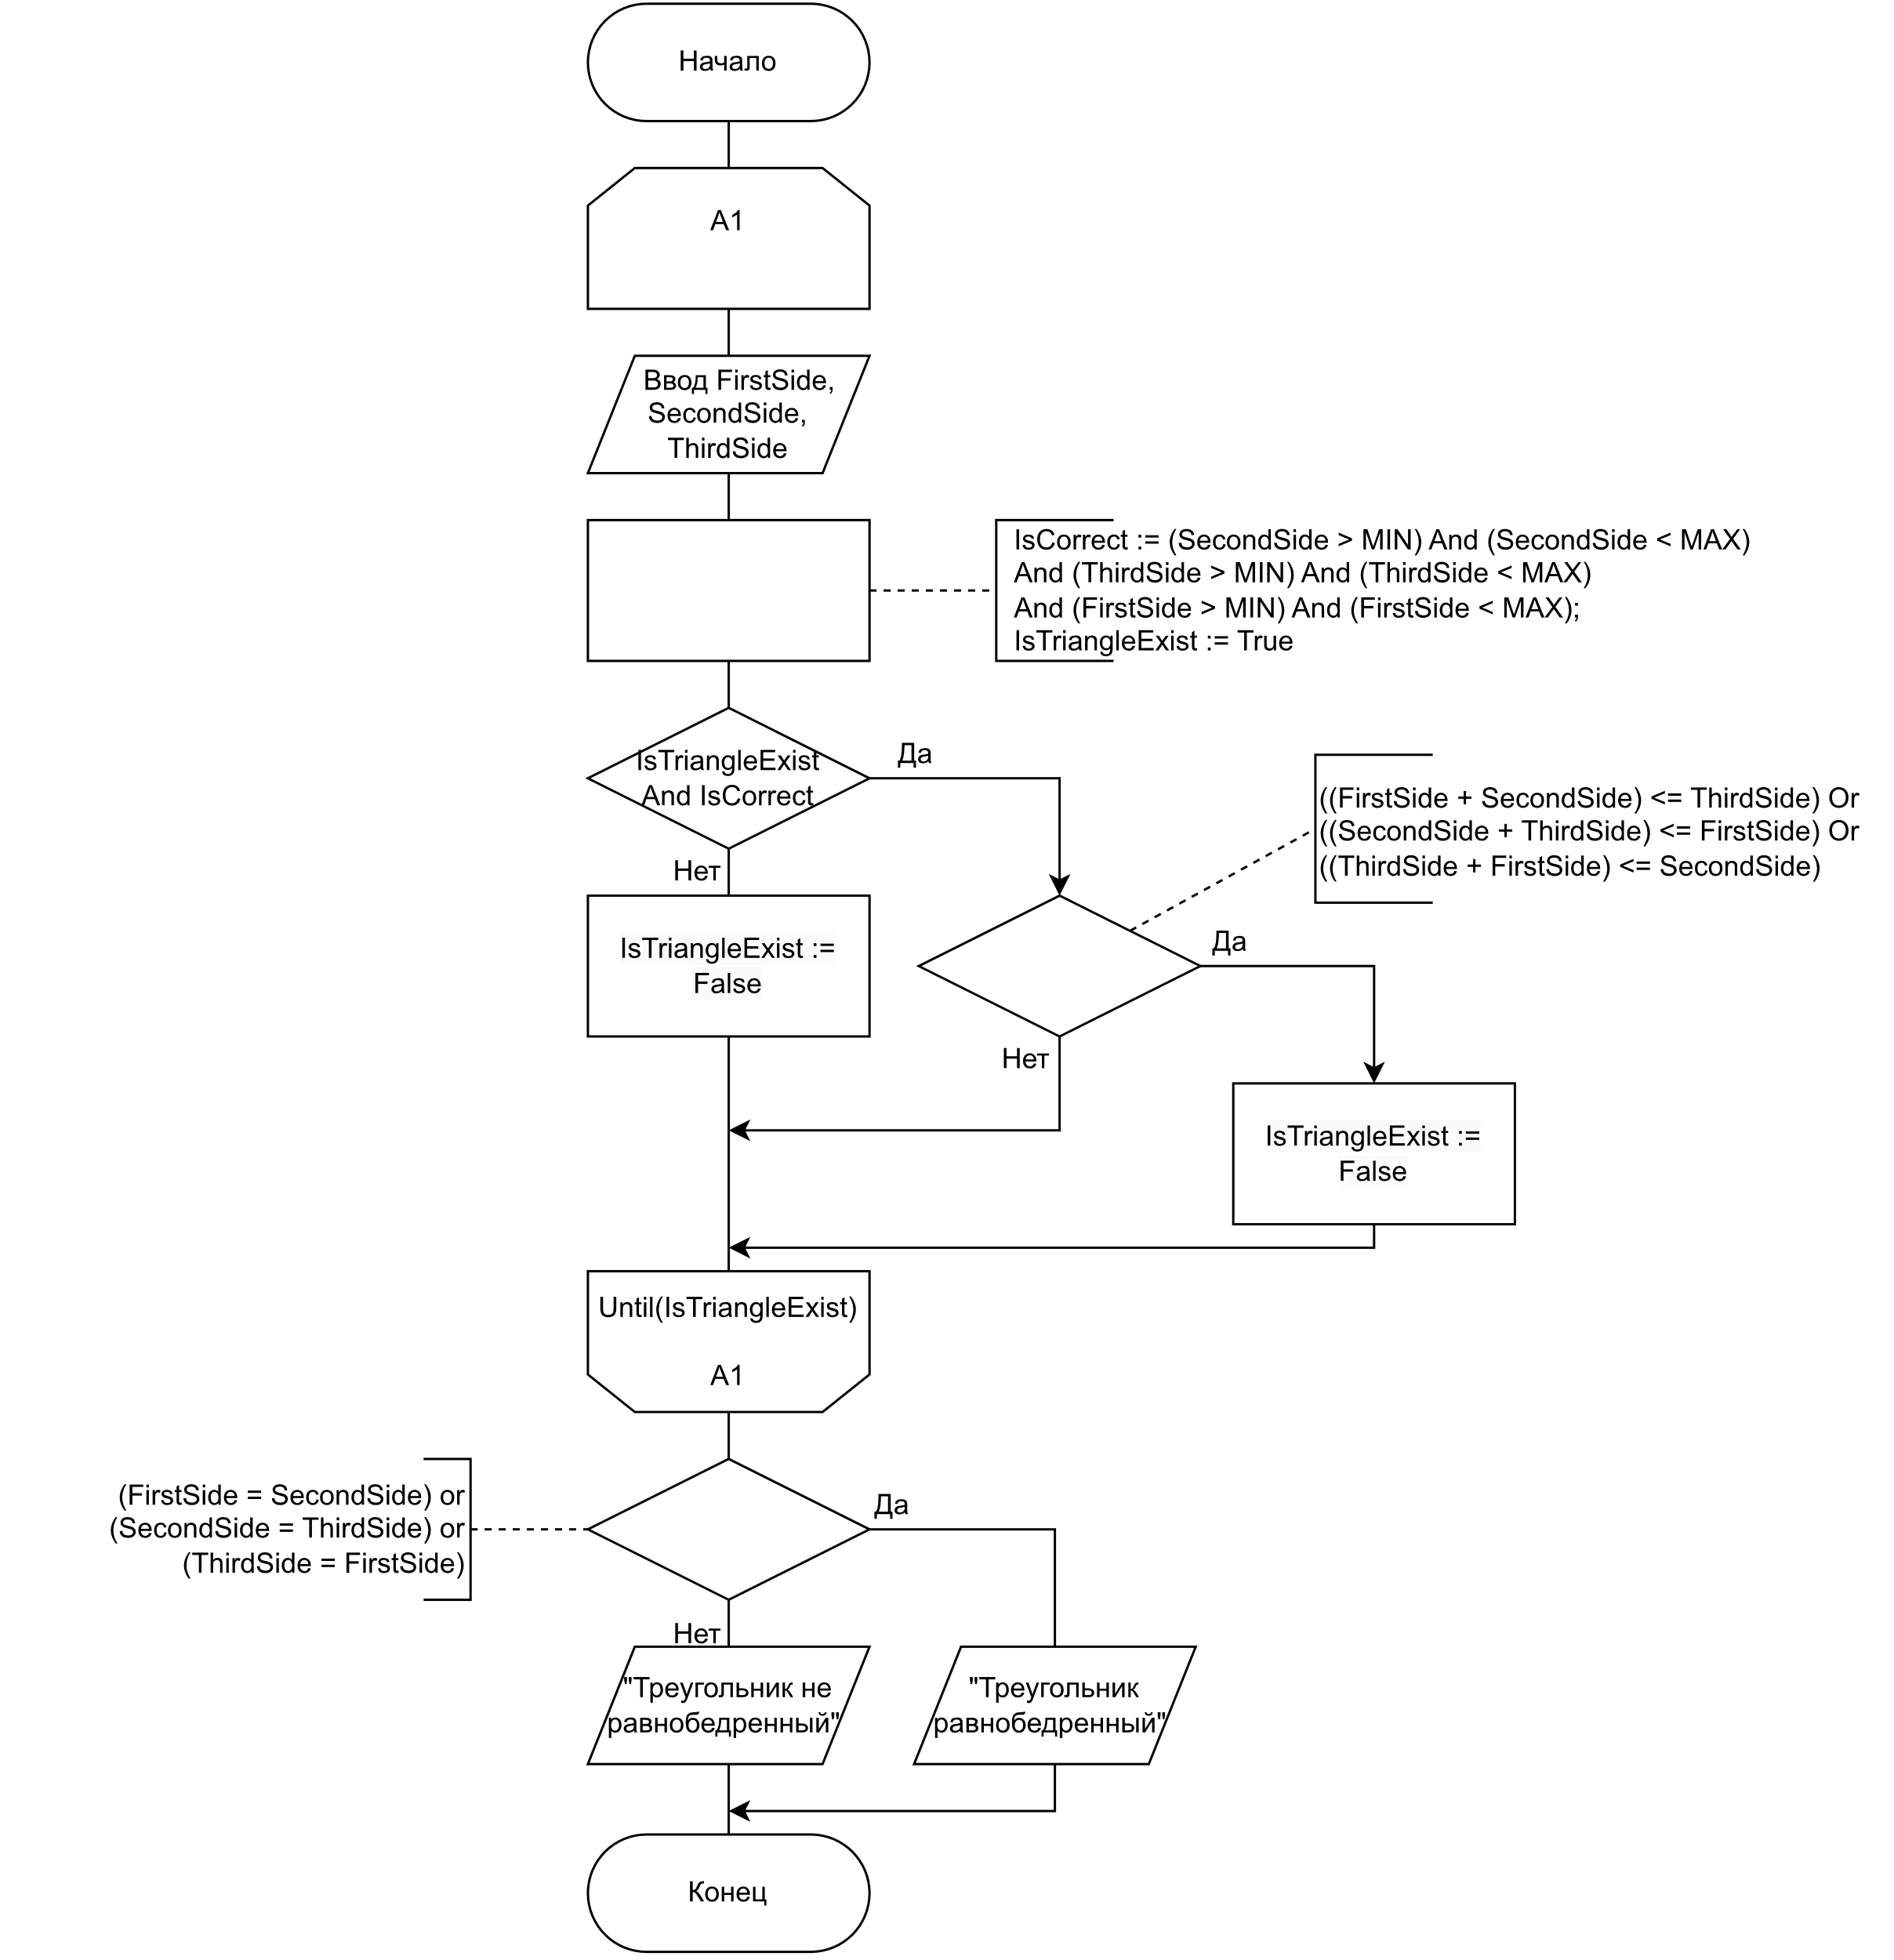 Начало
A1
Ввод FirstSide,
SecondSide,
ThirdSide
IsCorrect := (SecondSide > MIN) And (SecondSide < MAX)
And (ThirdSide > MIN) And (ThirdSide < MAX)
And (FirstSide > MIN) And (FirstSide < MAX);
IsTriangleExist := True
IsTriangleExist
And IsCorrect
Да
Нет
((FirstSide + SecondSide) <= ThirdSide) Or
((SecondSide + ThirdSide) <= FirstSide) Or
((ThirdSide + FirstSide) <= SecondSide)
IsTriangleExist :=
False
Да
Нет
IsTriangleExist :=
False
Until(IsTriangleExist)
A1
(FirstSide = SecondSide) or
(SecondSide = ThirdSide) or
(ThirdSide = FirstSide)
Да
Нет
"Треугольник не
равнобедренный"
"Треугольник
равнобедренный"
Конец